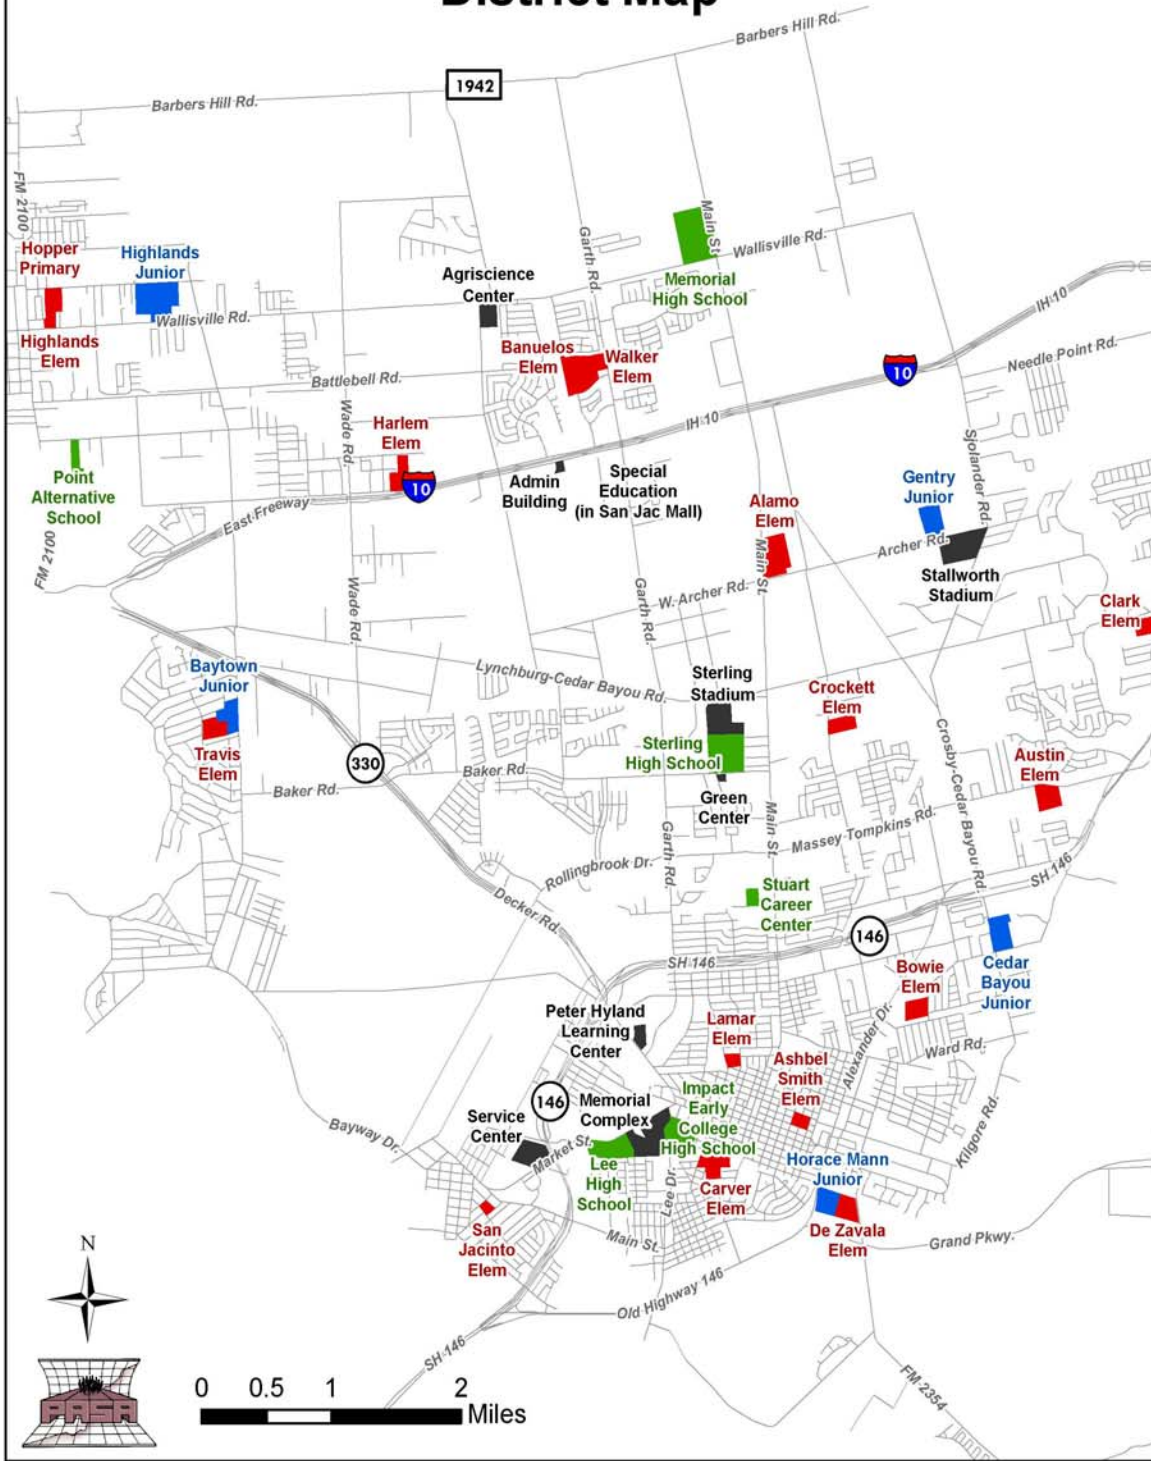 District Map
Barbers Hill Rd.
1942
Barbers Hill Rd.
FM 2100
Main St.
Garth Rd.
Wallisville Rd.
Hopper
Primary
Highlands
Junior
Agriscience
Center
Memorial
High School
IH 10
Wallisville Rd.
Highlands
Elem
Banuelos
Elem
Walker
Elem
Needle Point Rd.
10
Battlebell Rd.
Wade Rd.
Harlem
Elem
IH 10
Sjolander Rd.
Point
Alternative
School
10
Admin
Building
Special
Education
(in San Jac Mall)
Gentry
Junior
Alamo
Elem
East Freeway
FM 2100
Main St.
Archer Rd.
Stallworth
Stadium
Wade Rd.
Garth Rd.
W. Archer Rd.
Clark
Elem
Baytown
Junior
Lynchburg-Cedar Bayou Rd.
Sterling
Stadium
Crockett
Elem
Travis
Elem
330
Sterling
High School
Crosby-Cedar Bayou Rd.
Austin
Elem
Baker Rd.
Baker Rd.
Green
Center
Main St.
Massey Tompkins Rd.
Garth Rd.
Rollingbrook Dr.
SH 146
Decker Rd.
Stuart
Career
Center
146
SH 146
Bowie
Elem
Cedar
Bayou
Junior
Peter Hyland
Learning
Center
Lamar
Elem
Alexander Dr.
Ward Rd.
Ashbel
Smith
Elem
146
Memorial
Complex
Impact
Early
College
High School
Service
Center
Bayway Dr.
Market St.
Kilgore Rd.
Lee
High
School
Lee Dr.
Carver
Elem
Horace Mann
Junior
San
Jacinto
Elem
Main St.
De Zavala
Elem
Grand Pkwy.
N
Old Highway 146
SH 146
FM 2354
AASA
0 0.5 1 2
Miles